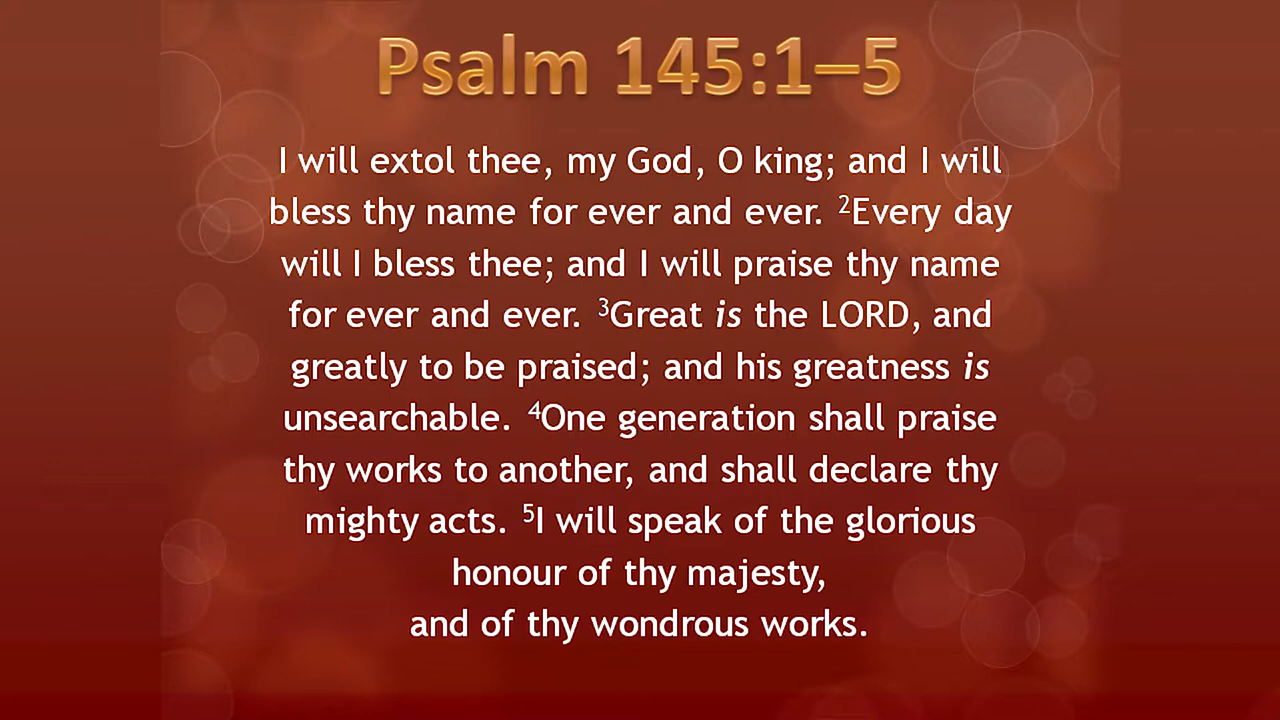 Psalm 145:1–5
I will extol thee, my God, O king; and I will
bless thy name for ever and ever. ²Every day
will I bless thee; and I will praise thy name
for ever and ever. ³Great is the LORD, and
greatly to be praised; and his greatness is
unsearchable. ⁴One generation shall praise
thy works to another, and shall declare thy
mighty acts. ⁵I will speak of the glorious
honour of thy majesty,
and of thy wondrous works.